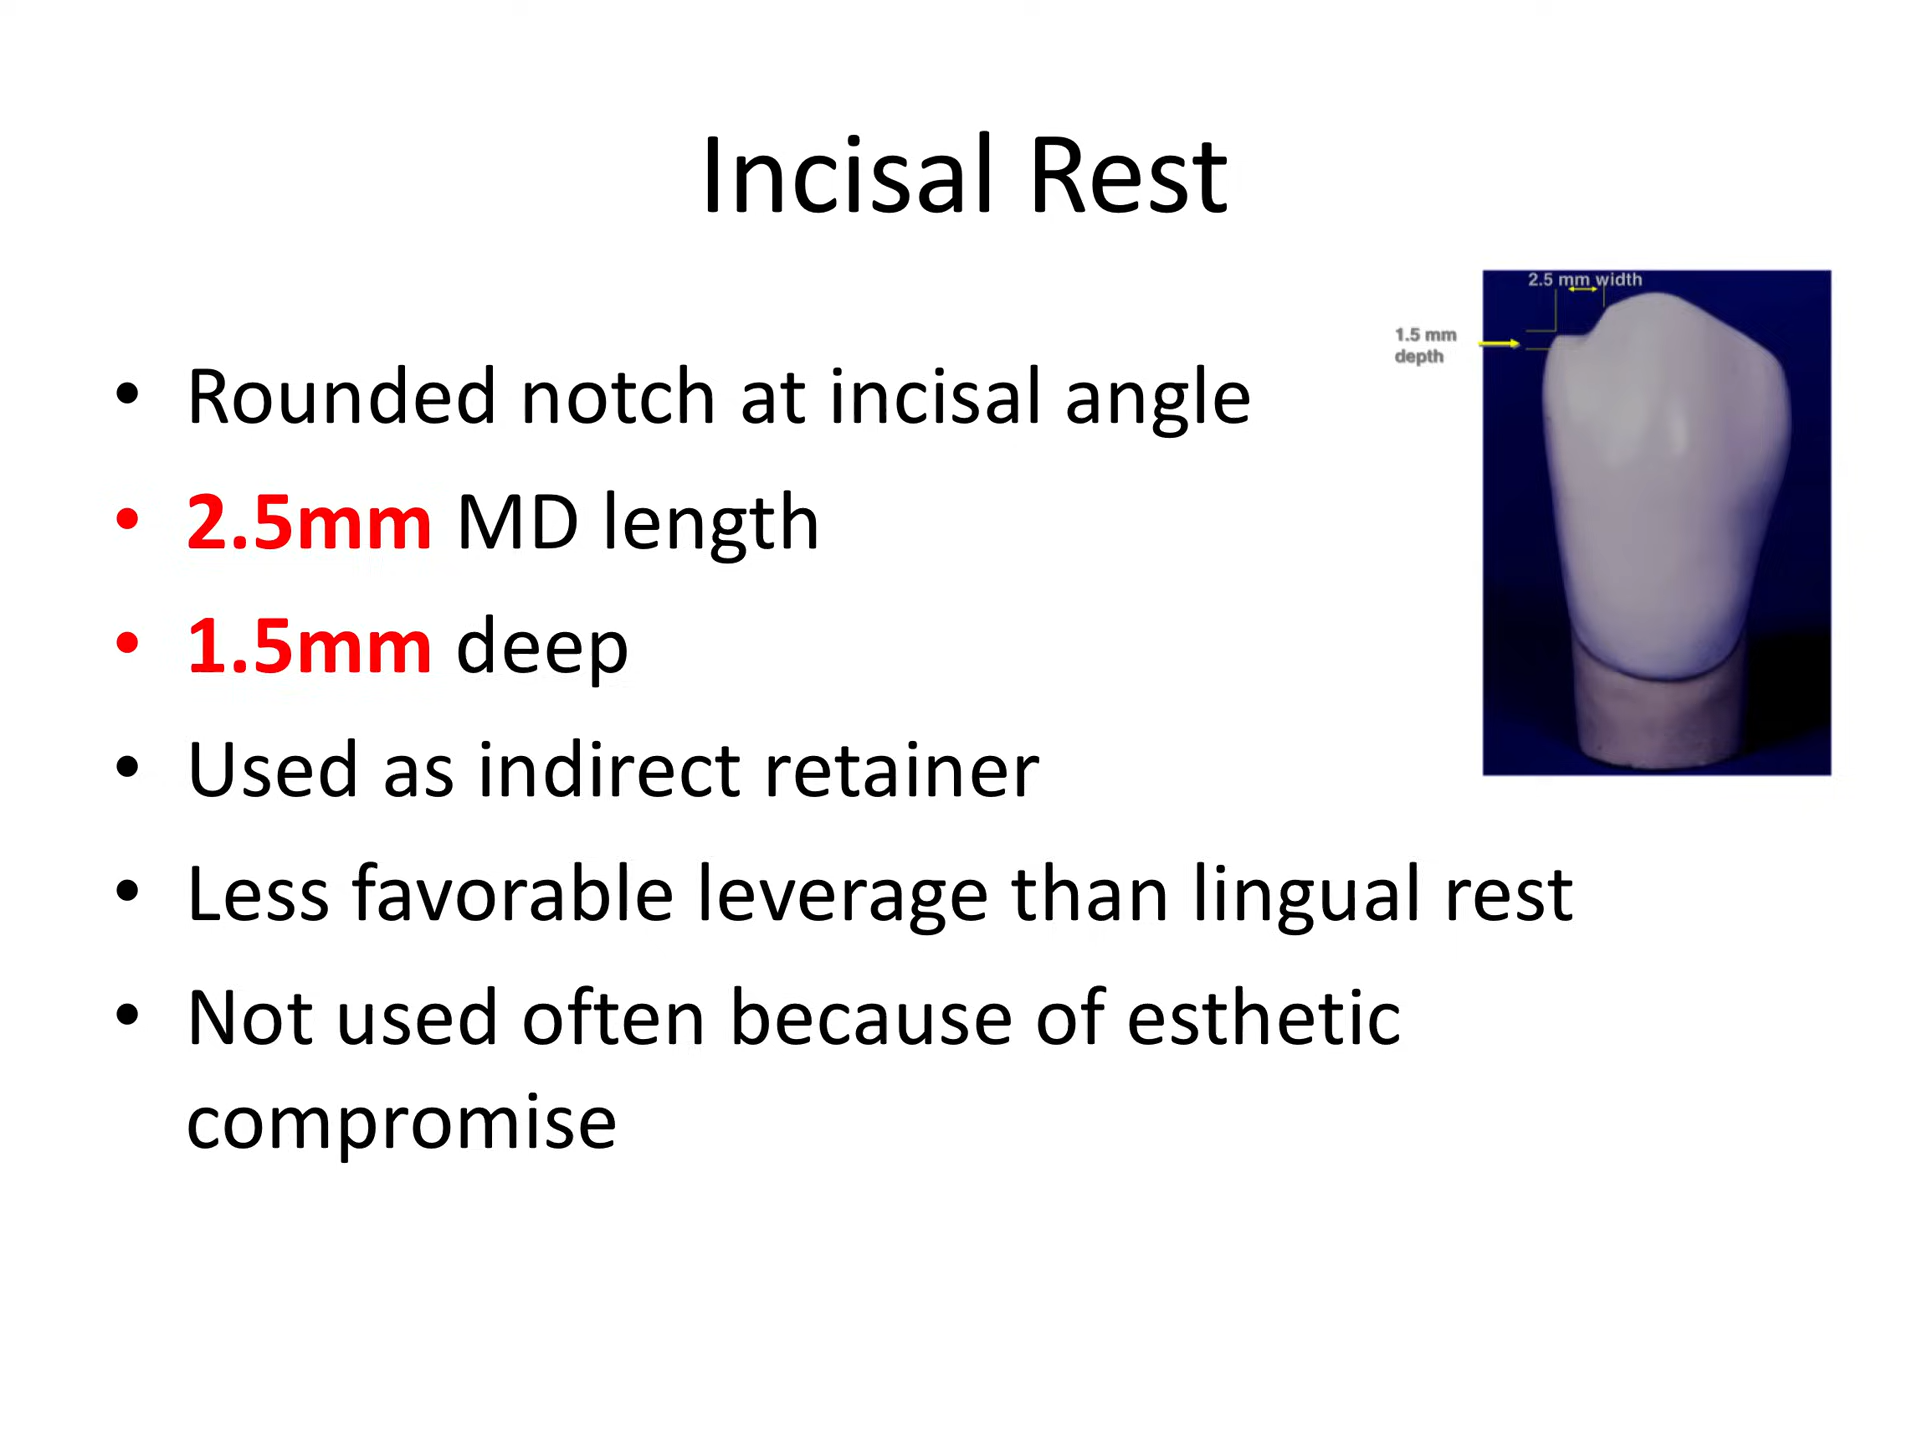 Incisal Rest
2.5 mm width
1.5 mm
depth
• Rounded notch at incisal angle
• 2.5mm MD length
• 1.5mm deep
• Used as indirect retainer
• Less favorable leverage than lingual rest
• Not used often because of esthetic
compromise